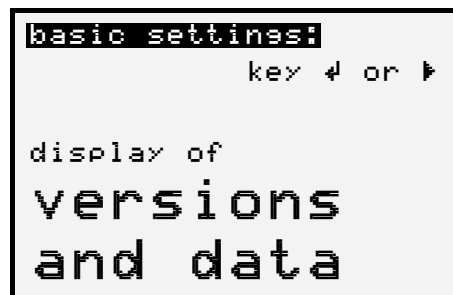 basic settings:
key ↲ or ▶
display of
versions
and data